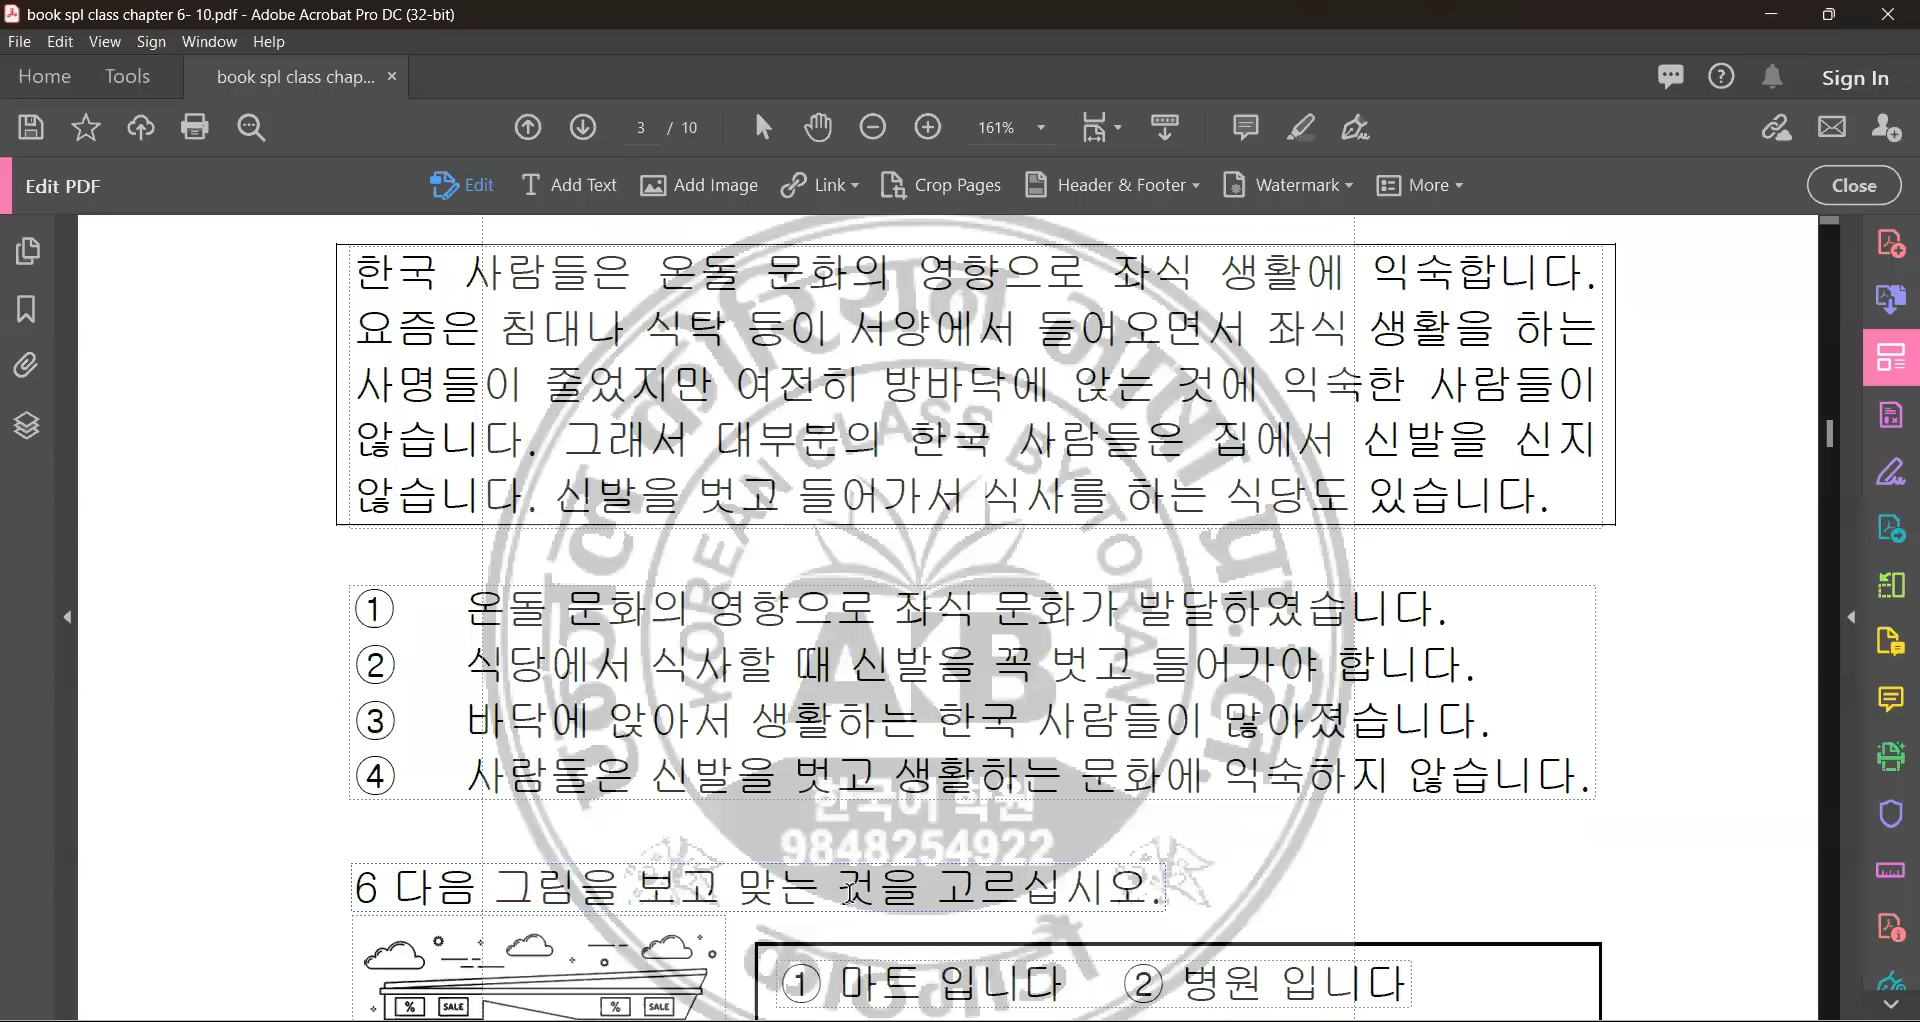 book spl class chapter 6- 10.pdf - Adobe Acrobat Pro DC (32-bit)
File Edit View Sign Window Help
Home Tools book spl class chap... × Sign In
3 / 10 161%
Edit PDF Edit Add Text Add Image Link Crop Pages Header & Footer Watermark More Close
한국 사람들은 온돌 문화의 영향으로 좌식 생활에 익숙합니다.
요즘은 침대나 식탁 등이 서양에서 들어오면서 좌식 생활을 하는
사명들이 줄었지만 여전히 방바닥에 앉는 것에 익숙한 사람들이
않습니다. 그래서 대부분의 한국 사람들은 집에서 신발을 신지
않습니다. 신발을 벗고 들어가서 식사를 하는 식당도 있습니다.
① 온돌 문화의 영향으로 좌식 문화가 발달하였습니다.
② 식당에서 식사할 때 신발을 꼭 벗고 들어가야 합니다.
③ 바닥에 앉아서 생활하는 한국 사람들이 많아졌습니다.
④ 사람들은 신발을 벗고 생활하는 문화에 익숙하지 않습니다.
KOREAN CLASS BY TORAN
AKB
한국어 학원
9848254922
6 다음 그림을 보고 맞는 것을 고르십시오.
① 마트 입니다 ② 병원 입니다
% SALE % SALE